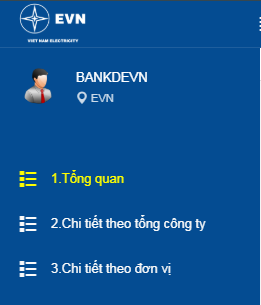 EVN
VIET NAM ELECTRICITY
BANKDEVN
EVN
1.Tổng quan
2.Chi tiết theo tổng công ty
3.Chi tiết theo đơn vị